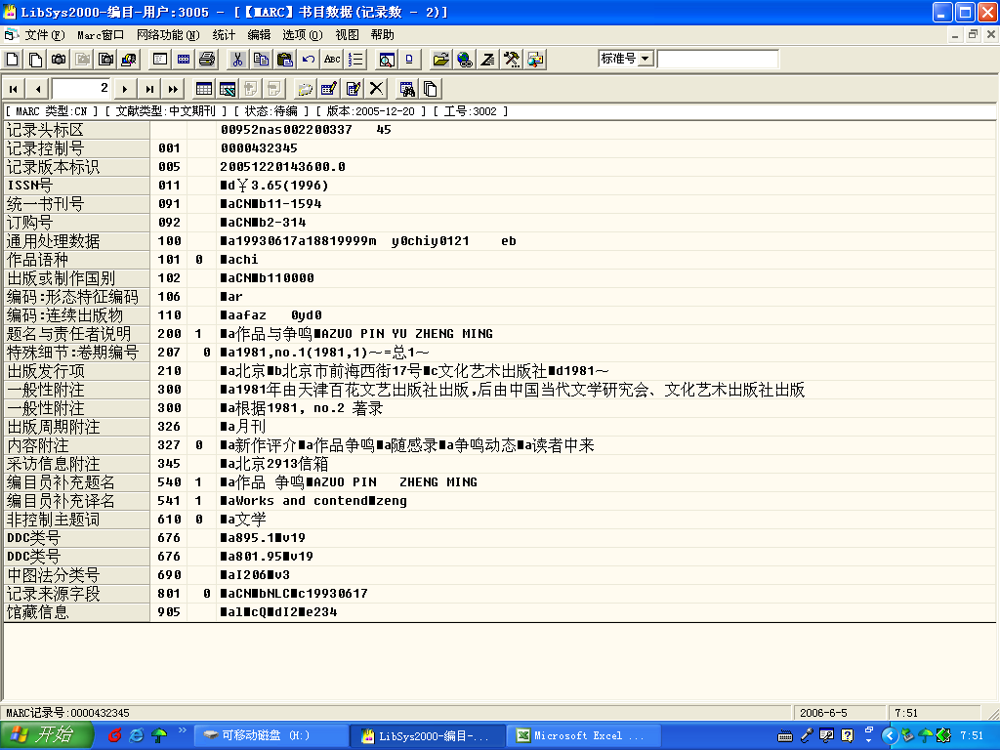 LibSys2000-编目-用户:3005 - [【MARC】书目数据(记录数 - 2)]
文件(F) Marc窗口 网络功能(N) 统计 编辑 选项(O) 视图 帮助
ABC 标准号
2
[ MARC 类型:CN ] [ 文献类型:中文期刊 ] [ 状态:待编 ] [ 版本:2005-12-20 ] [ 工号:3002 ]
记录头标区 00952nas002200337 45
记录控制号 001 0000432345
记录版本标识 005 20051220143600.0
ISSN号 011 ■d￥3.65(1996)
统一书刊号 091 ■aCN■b11-1594
订购号 092 ■aCN■b2-314
通用处理数据 100 ■a19930617a18819999m y0chiy0121 eb
作品语种 101 0 ■achi
出版或制作国别 102 ■aCN■b110000
编码:形态特征编码 106 ■ar
编码:连续出版物 110 ■aafaz 0yd0
题名与责任者说明 200 1 ■a作品与争鸣■AZUO PIN YU ZHENG MING
特殊细节:卷期编号 207 0 ■a1981,no.1(1981,1)～=总1～
出版发行项 210 ■a北京■b北京市前海西街17号■c文化艺术出版社■d1981～
一般性附注 300 ■a1981年由天津百花文艺出版社出版,后由中国当代文学研究会、文化艺术出版社出版
一般性附注 300 ■a根据1981, no.2 著录
出版周期附注 326 ■a月刊
内容附注 327 0 ■a新作评介■a作品争鸣■a随感录■a争鸣动态■a读者中来
采访信息附注 345 ■a北京2913信箱
编目员补充题名 540 1 ■a作品 争鸣■AZUO PIN ZHENG MING
编目员补充译名 541 1 ■aWorks and contend■zeng
非控制主题词 610 0 ■a文学
DDC类号 676 ■a895.1■v19
DDC类号 676 ■a801.95■v19
中图法分类号 690 ■aI206■v3
记录来源字段 801 0 ■aCN■bNLC■c19930617
馆藏信息 905 ■al■cQ■dI2■e234
MARC记录号:0000432345 2006-6-5 7:51
开始 可移动磁盘 (H:) LibSys2000-编目-... Microsoft Excel ... 7:51